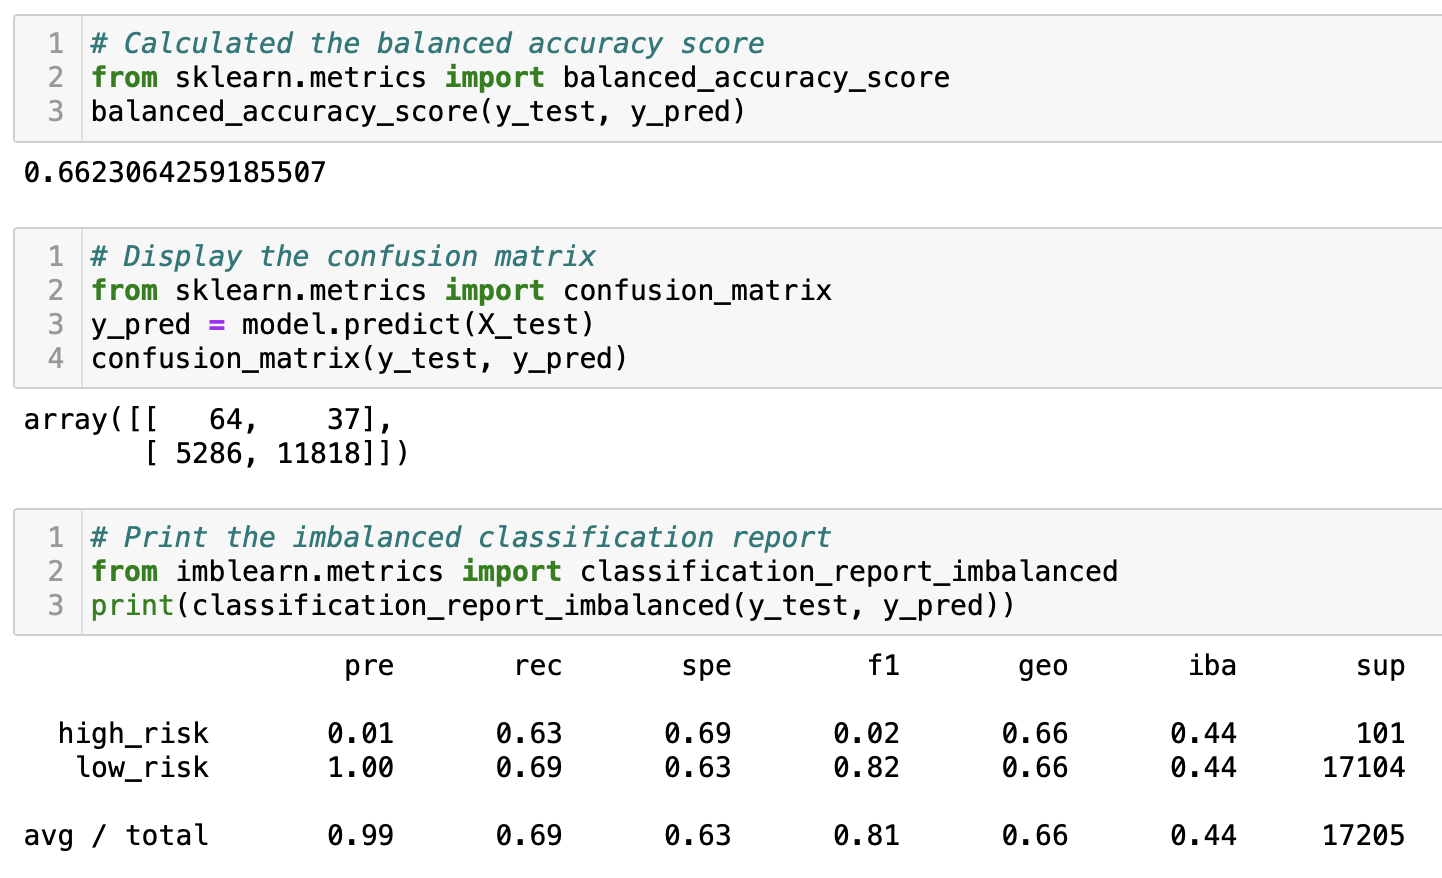 1 # Calculated the balanced accuracy score
2 from sklearn.metrics import balanced_accuracy_score
3 balanced_accuracy_score(y_test, y_pred)
0.6623064259185507
1 # Display the confusion matrix
2 from sklearn.metrics import confusion_matrix
3 y_pred = model.predict(X_test)
4 confusion_matrix(y_test, y_pred)
array([[   64,    37],
       [ 5286, 11818]])
1 # Print the imbalanced classification report
2 from imblearn.metrics import classification_report_imbalanced
3 print(classification_report_imbalanced(y_test, y_pred))
                   pre       rec       spe        f1       geo       iba       sup
  high_risk       0.01      0.63      0.69      0.02      0.66      0.44       101
   low_risk       1.00      0.69      0.63      0.82      0.66      0.44     17104
avg / total       0.99      0.69      0.63      0.81      0.66      0.44     17205